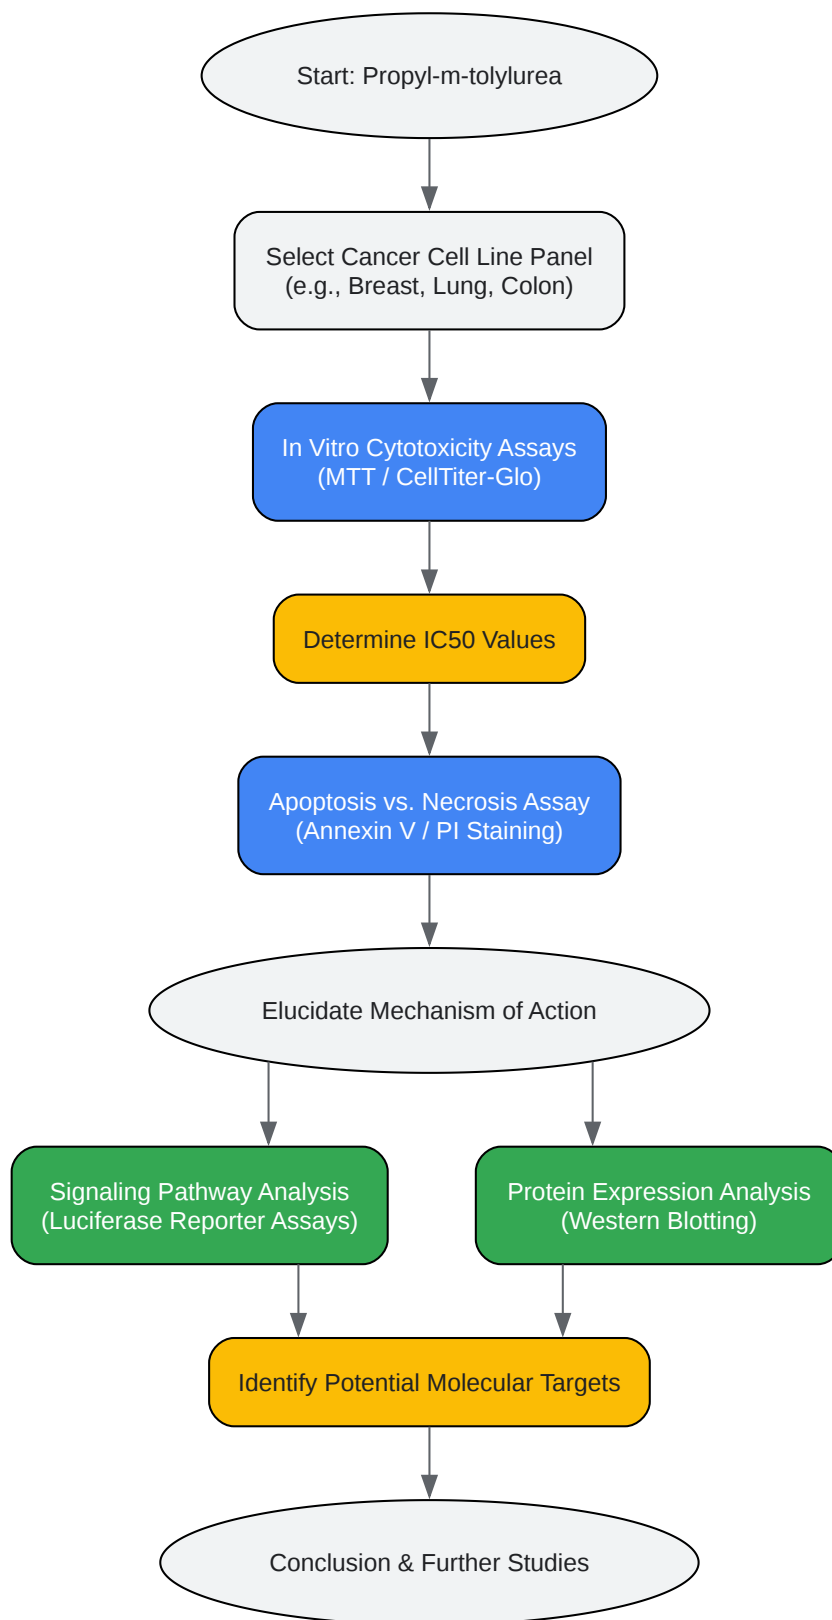 Start: Propyl-m-tolylurea
Select Cancer Cell Line Panel
(e.g., Breast, Lung, Colon)
In Vitro Cytotoxicity Assays
(MTT / CellTiter-Glo)
Determine IC50 Values
Apoptosis vs. Necrosis Assay
(Annexin V / PI Staining)
Elucidate Mechanism of Action
Signaling Pathway Analysis
(Luciferase Reporter Assays)
Protein Expression Analysis
(Western Blotting)
Identify Potential Molecular Targets
Conclusion & Further Studies